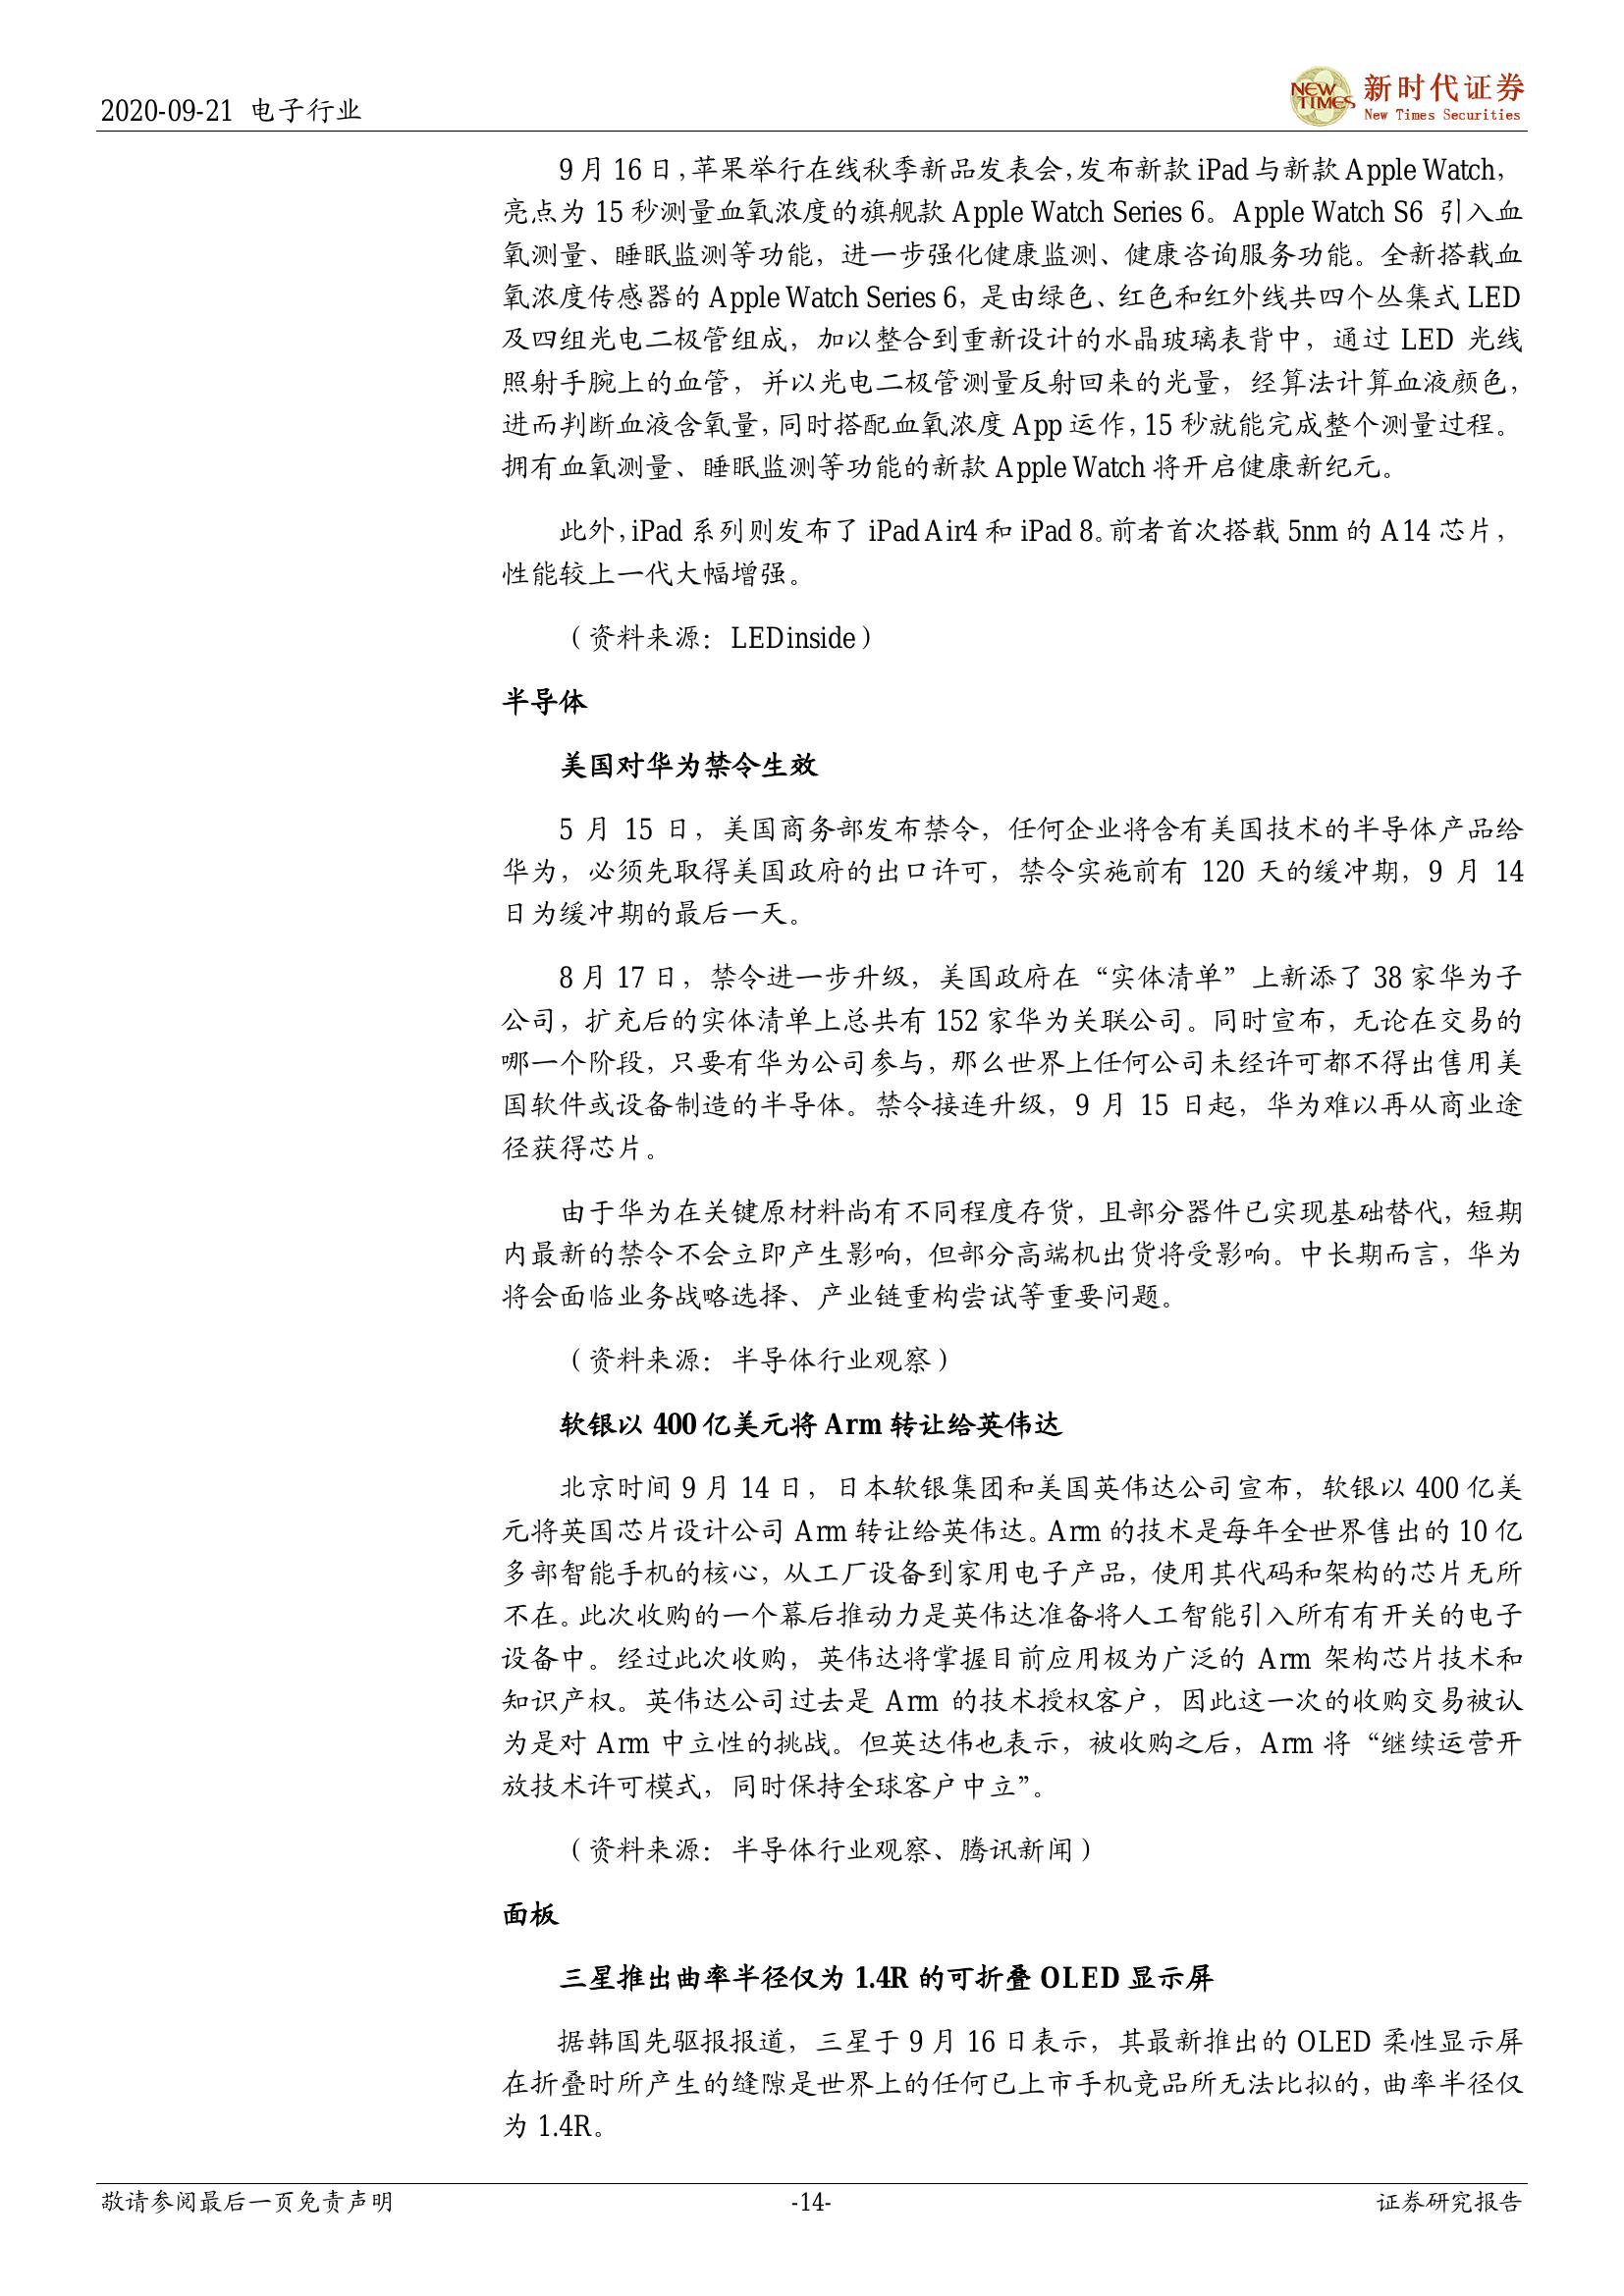 2020-09-21 电子行业
NEW TIMES
新时代证券
New Times Securities
9 月 16 日，苹果举行在线秋季新品发表会，发布新款 iPad 与新款 Apple Watch，
亮点为 15 秒测量血氧浓度的旗舰款 Apple Watch Series 6。Apple Watch S6 引入血
氧测量、睡眠监测等功能，进一步强化健康监测、健康咨询服务功能。全新搭载血
氧浓度传感器的 Apple Watch Series 6，是由绿色、红色和红外线共四个丛集式 LED
及四组光电二极管组成，加以整合到重新设计的水晶玻璃表背中，通过 LED 光线
照射手腕上的血管，并以光电二极管测量反射回来的光量，经算法计算血液颜色，
进而判断血液含氧量，同时搭配血氧浓度 App 运作，15 秒就能完成整个测量过程。
拥有血氧测量、睡眠监测等功能的新款 Apple Watch 将开启健康新纪元。
此外，iPad 系列则发布了 iPad Air4 和 iPad 8。前者首次搭载 5nm 的 A14 芯片，
性能较上一代大幅增强。
（资料来源：LEDinside）
半导体
美国对华为禁令生效
5 月 15 日，美国商务部发布禁令，任何企业将含有美国技术的半导体产品给
华为，必须先取得美国政府的出口许可，禁令实施前有 120 天的缓冲期，9 月 14
日为缓冲期的最后一天。
8 月 17 日，禁令进一步升级，美国政府在“实体清单”上新添了 38 家华为子
公司，扩充后的实体清单上总共有 152 家华为关联公司。同时宣布，无论在交易的
哪一个阶段，只要有华为公司参与，那么世界上任何公司未经许可都不得出售用美
国软件或设备制造的半导体。禁令接连升级，9 月 15 日起，华为难以再从商业途
径获得芯片。
由于华为在关键原材料尚有不同程度存货，且部分器件已实现基础替代，短期
内最新的禁令不会立即产生影响，但部分高端机出货将受影响。中长期而言，华为
将会面临业务战略选择、产业链重构尝试等重要问题。
（资料来源：半导体行业观察）
软银以 400 亿美元将 Arm 转让给英伟达
北京时间 9 月 14 日，日本软银集团和美国英伟达公司宣布，软银以 400 亿美
元将英国芯片设计公司 Arm 转让给英伟达。Arm 的技术是每年全世界售出的 10 亿
多部智能手机的核心，从工厂设备到家用电子产品，使用其代码和架构的芯片无所
不在。此次收购的一个幕后推动力是英伟达准备将人工智能引入所有有开关的电子
设备中。经过此次收购，英伟达将掌握目前应用极为广泛的 Arm 架构芯片技术和
知识产权。英伟达公司过去是 Arm 的技术授权客户，因此这一次的收购交易被认
为是对 Arm 中立性的挑战。但英达伟也表示，被收购之后，Arm 将“继续运营开
放技术许可模式，同时保持全球客户中立”。
（资料来源：半导体行业观察、腾讯新闻）
面板
三星推出曲率半径仅为 1.4R 的可折叠 OLED 显示屏
据韩国先驱报报道，三星于 9 月 16 日表示，其最新推出的 OLED 柔性显示屏
在折叠时所产生的缝隙是世界上的任何已上市手机竞品所无法比拟的，曲率半径仅
为 1.4R。
敬请参阅最后一页免责声明
-14-
证券研究报告